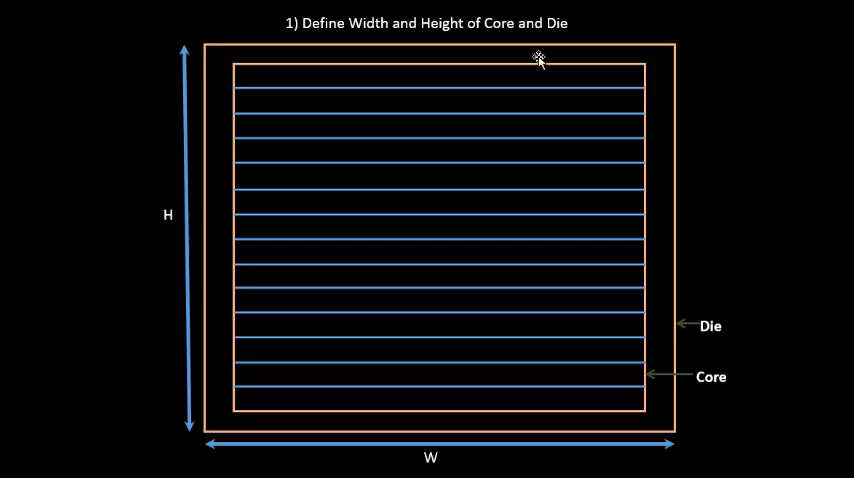 1) Define Width and Height of Core and Die
H
Die
Core
W